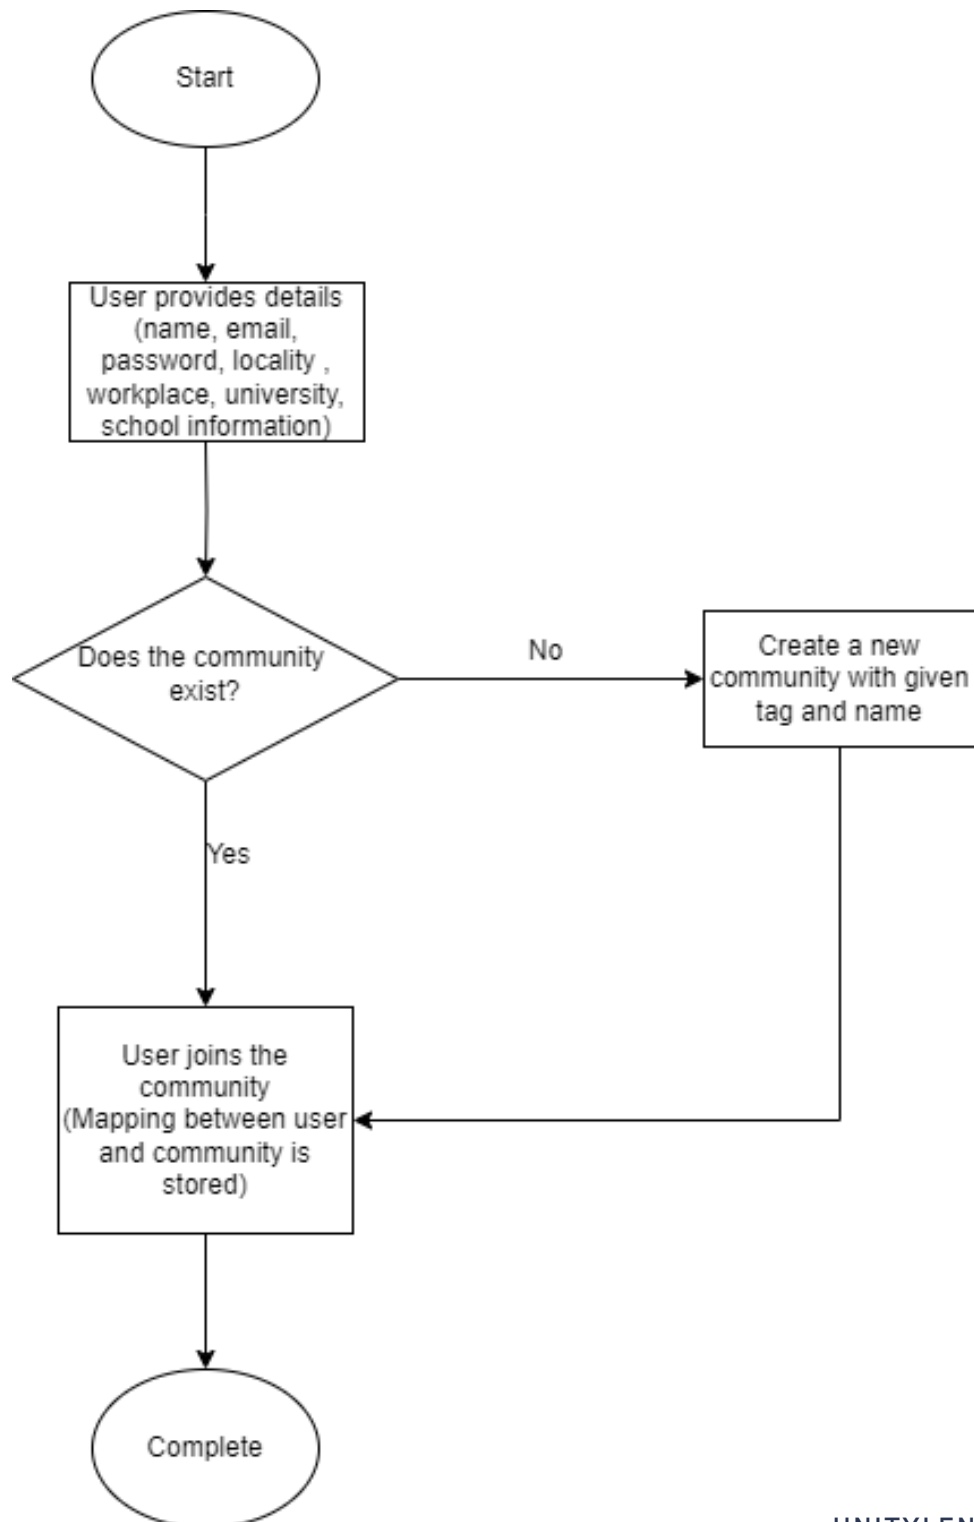 Start
User provides details
(name, email,
password, locality ,
workplace, university,
school information)
Does the community
exist?
No
Create a new
community with given
tag and name
Yes
User joins the
community
(Mapping between user
and community is
stored)
Complete